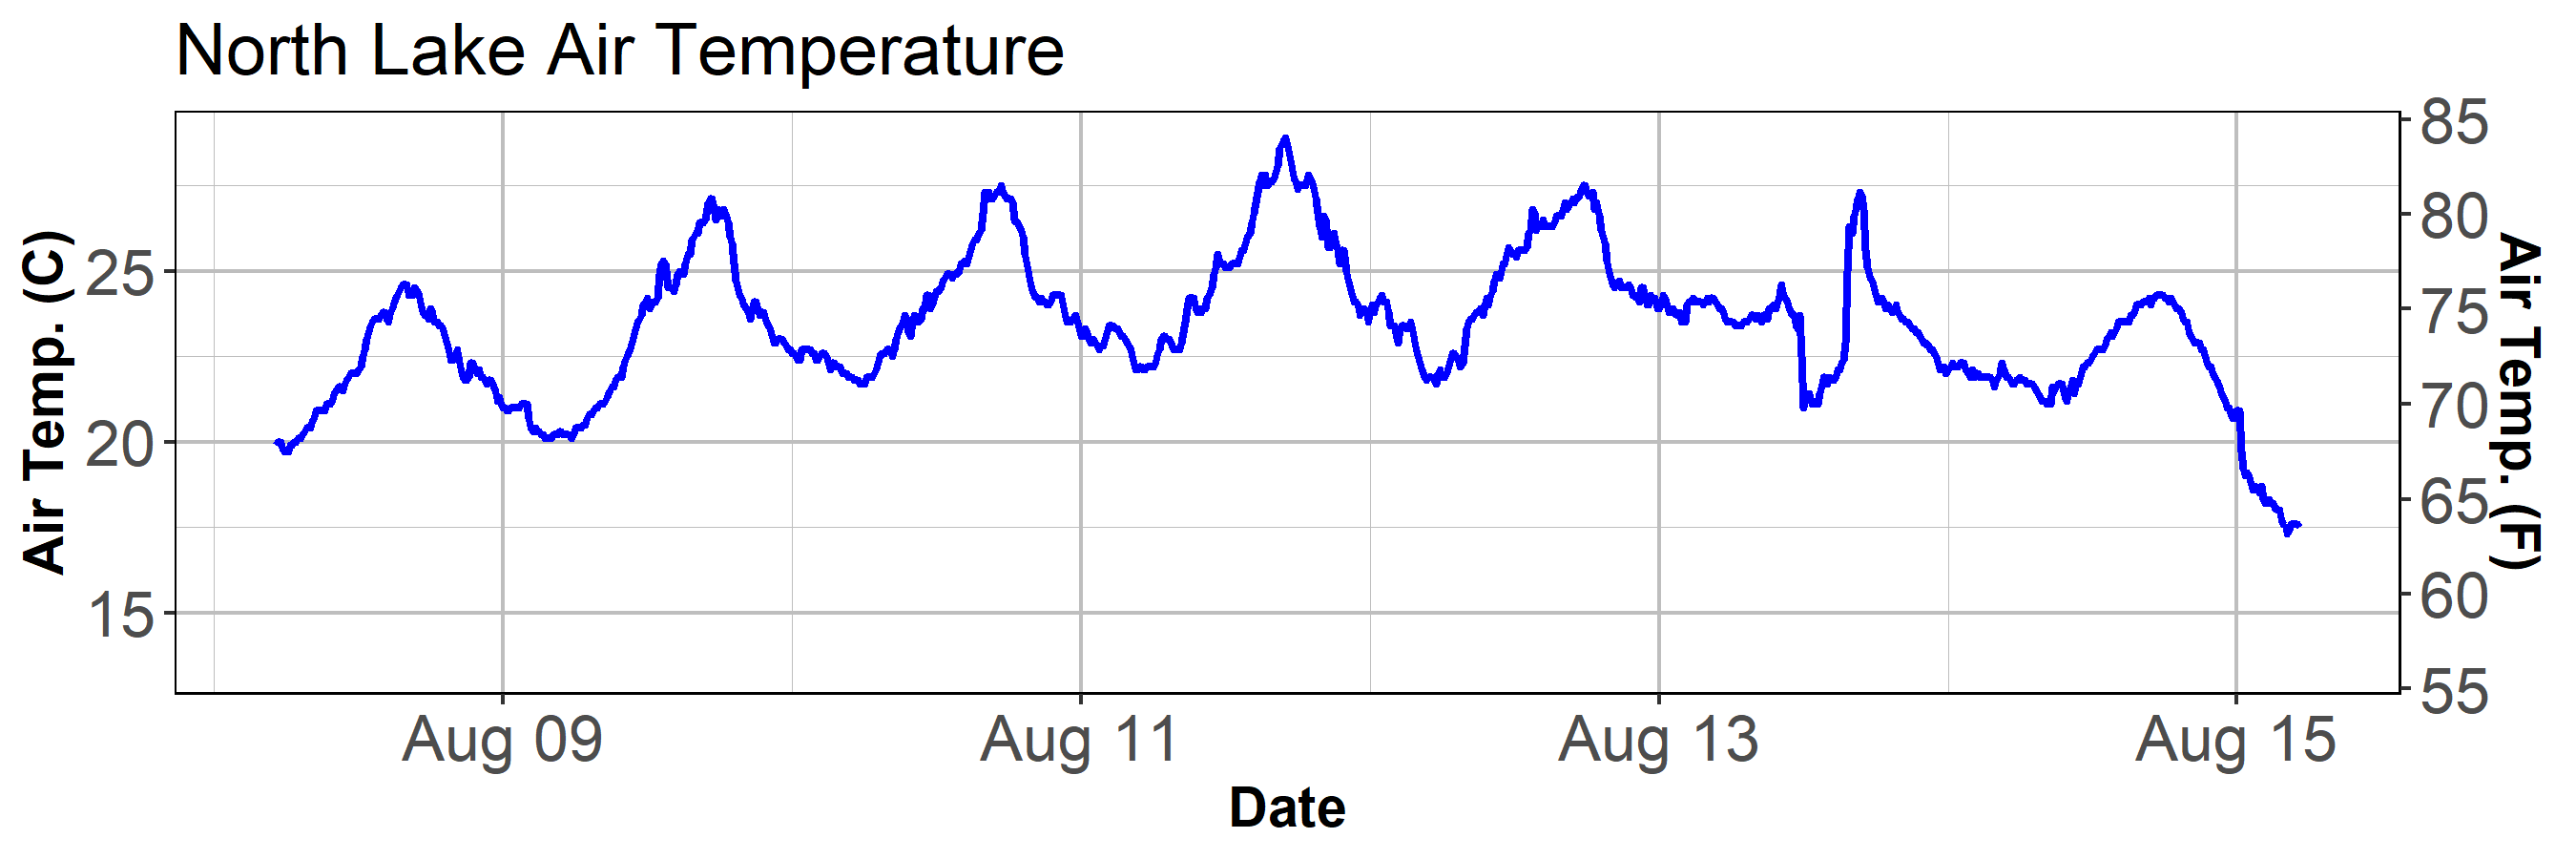 North Lake Air Temperature
Air Temp. (C)
25
20
15
85
80
75
70
65
60
55
Air Temp. (F)
Aug 09
Aug 11
Aug 13
Aug 15
Date